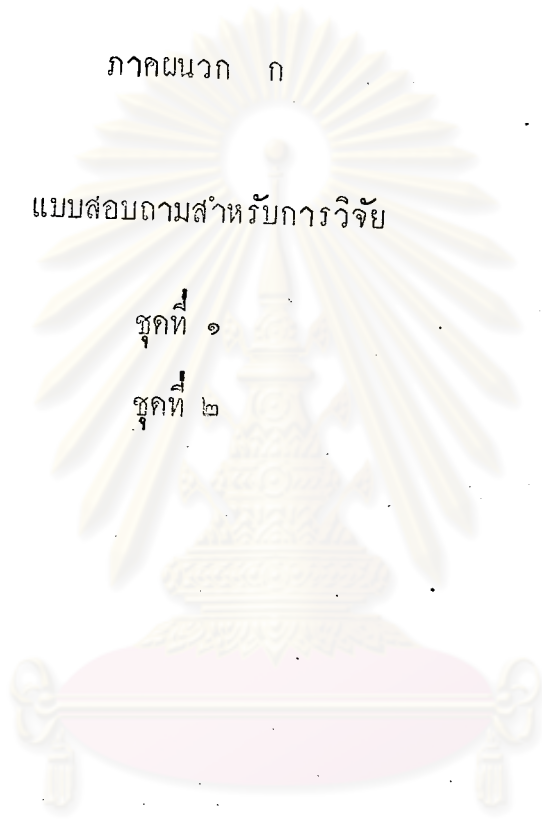 ภาคผนวก ก
แบบสอบถามสำหรับการวิจัย
ชุดที่ ๑
ชุดที่ ๒